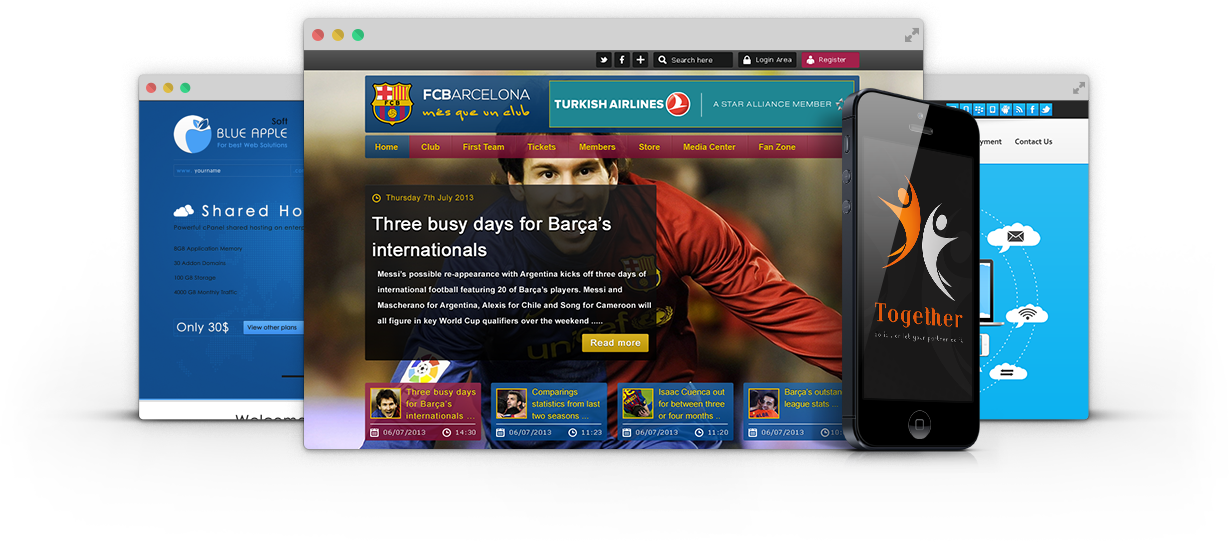 Search here
Login Area
Register
FCB
FCBARCELONA
més que un club
TURKISH AIRLINES
A STAR ALLIANCE MEMBER
Home
Club
First Team
Tickets
Members
Store
Media Center
Fan Zone
Thursday 7th July 2013
Three busy days for Barça's
internationals
Messi's possible re-appearance with Argentina kicks off three days of
international football featuring 20 of Barça's players. Messi and
Mascherano for Argentina, Alexis for Chile and Song for Cameroon will
all figure in key World Cup qualifiers over the weekend .....
unicef
Read more
Three busy days
for Barça's
internationals ...
06/07/2013
14:30
Comparings
statistics from last
two seasons ...
06/07/2013
11:23
Isaac Cuenca out
for between three
or four months ..
06/07/2013
11:20
Barça's outstan
league stats ...
06/07/2013
10:
Soft
BLUE APPLE
For best Web Solutions
www.
yourname
Shared Ho
Powerful cPanel shared hosting on enterp
8GB Application Memory
30 Addon Domains
100 GB Storage
4000 GB Monthly Traffic
Only 30$
View other plans
Welcome
Together
yment
Contact Us